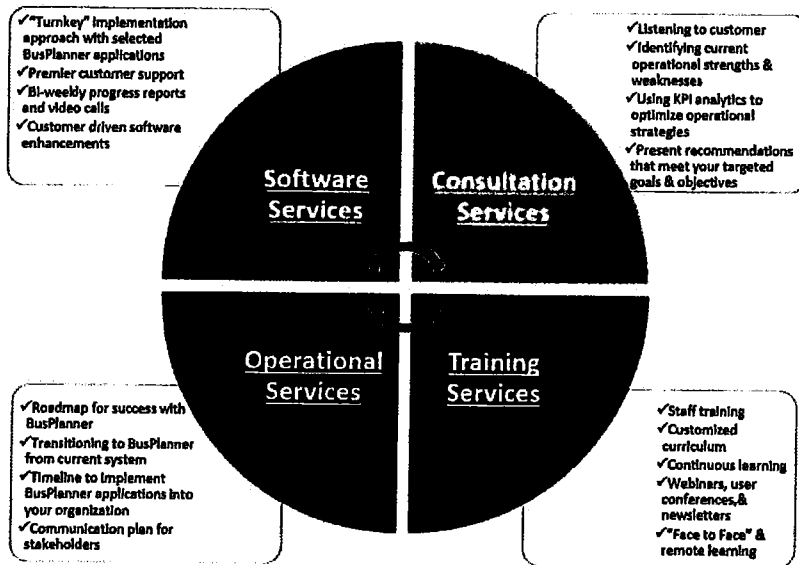 ✓"Turnkey" implementation
approach with selected
BusPlanner applications
✓Premier customer support
✓Bi-weekly progress reports
and video calls
✓Customer driven software
enhancements
✓Listening to customer
✓Identifying current
operational strengths &
weaknesses
✓Using KPI analytics to
optimize operational
strategies
✓Present recommendations
that meet your targeted
goals & objectives
Software
Services
Consultation
Services
Operational
Services
Training
Services
✓Roadmap for success with
BusPlanner
✓Transitioning to BusPlanner
from current system
✓Timeline to implement
BusPlanner applications into
your organization
✓Communication plan for
stakeholders
✓Staff training
✓Customized
curriculum
✓Continuous learning
✓Webinars, user
conferences,&
newsletters
✓"Face to Face" &
remote learning